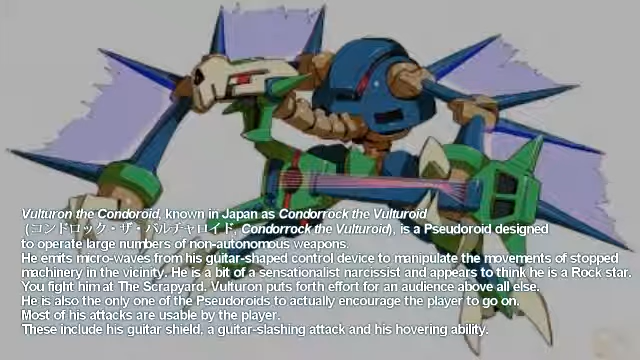 Vulturon the Condoroid, known in Japan as Condorrock the Vulturoid
(コンドロック・ザ・バルチャロイド, Condorrock the Vulturoid), is a Pseudoroid designed
to operate large numbers of non-autonomous weapons.
He emits micro-waves from his guitar-shaped control device to manipulate the movements of stopped
machinery in the vicinity. He is a bit of a sensationalist narcissist and appears to think he is a Rock star.
You fight him at The Scrapyard. Vulturon puts forth effort for an audience above all else.
He is also the only one of the Pseudoroids to actually encourage the player to go on.
Most of his attacks are usable by the player.
These include his guitar shield, a guitar-slashing attack and his hovering ability.